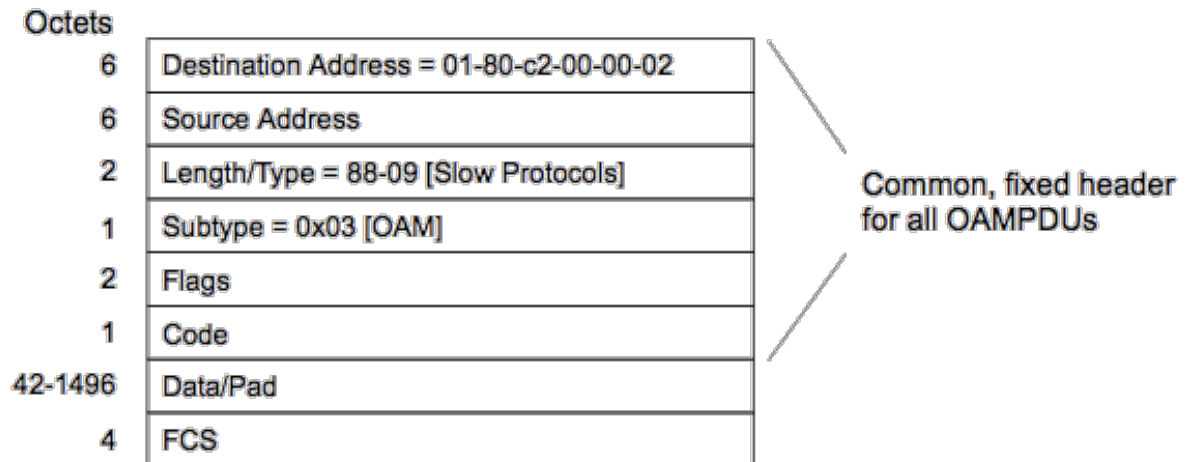 Octets
6 Destination Address = 01-80-c2-00-00-02
6 Source Address
2 Length/Type = 88-09 [Slow Protocols]
1 Subtype = 0x03 [OAM]
2 Flags
1 Code
42-1496 Data/Pad
4 FCS
Common, fixed header
for all OAMPDUs